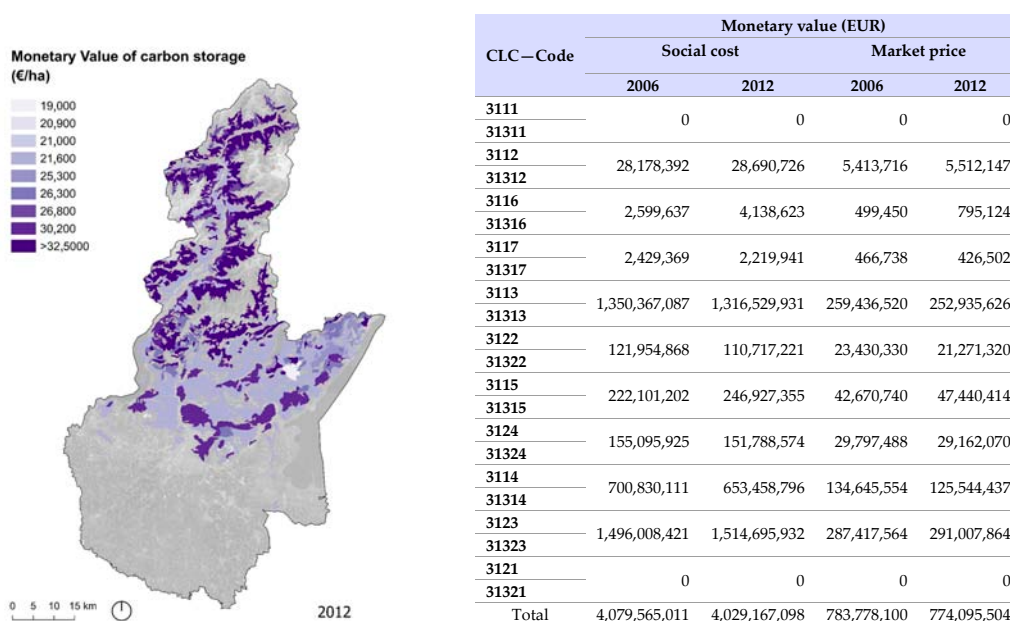 Monetary Value of carbon storage
(€/ha)
19,000
20,900
21,000
21,600
25,300
26,300
26,800
30,200
>32,5000
0 5 10 15 km
2012
Monetary value (EUR)
CLC—Code
Social cost Market price
2006 2012 2006 2012
3111
0 0 0 0
31311
3112
28,178,392 28,690,726 5,413,716 5,512,147
31312
3116
2,599,637 4,138,623 499,450 795,124
31316
3117
2,429,369 2,219,941 466,738 426,502
31317
3113
1,350,367,087 1,316,529,931 259,436,520 252,935,626
31313
3122
121,954,868 110,717,221 23,430,330 21,271,320
31322
3115
222,101,202 246,927,355 42,670,740 47,440,414
31315
3124
155,095,925 151,788,574 29,797,488 29,162,070
31324
3114
700,830,111 653,458,796 134,645,554 125,544,437
31314
3123
1,496,008,421 1,514,695,932 287,417,564 291,007,864
31323
3121
0 0 0 0
31321
Total 4,079,565,011 4,029,167,098 783,778,100 774,095,504